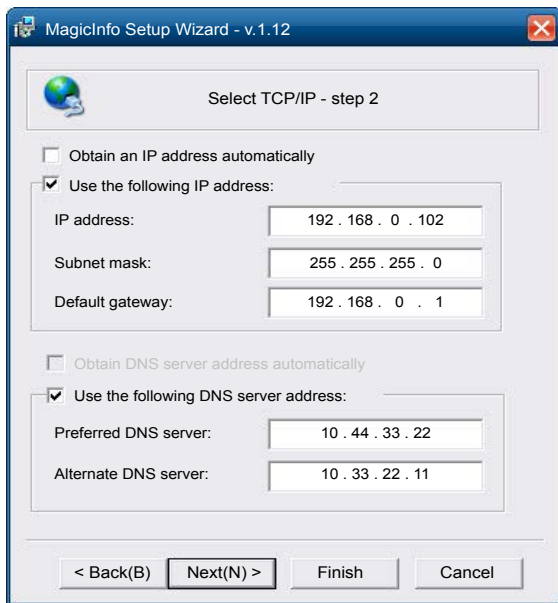 MagicInfo Setup Wizard - v.1.12
Select TCP/IP - step 2
Obtain an IP address automatically
Use the following IP address:
IP address: 192 . 168 . 0 . 102
Subnet mask: 255 . 255 . 255 . 0
Default gateway: 192 . 168 . 0 . 1
Obtain DNS server address automatically
Use the following DNS server address:
Preferred DNS server: 10 . 44 . 33 . 22
Alternate DNS server: 10 . 33 . 22 . 11
< Back(B) Next(N) > Finish Cancel